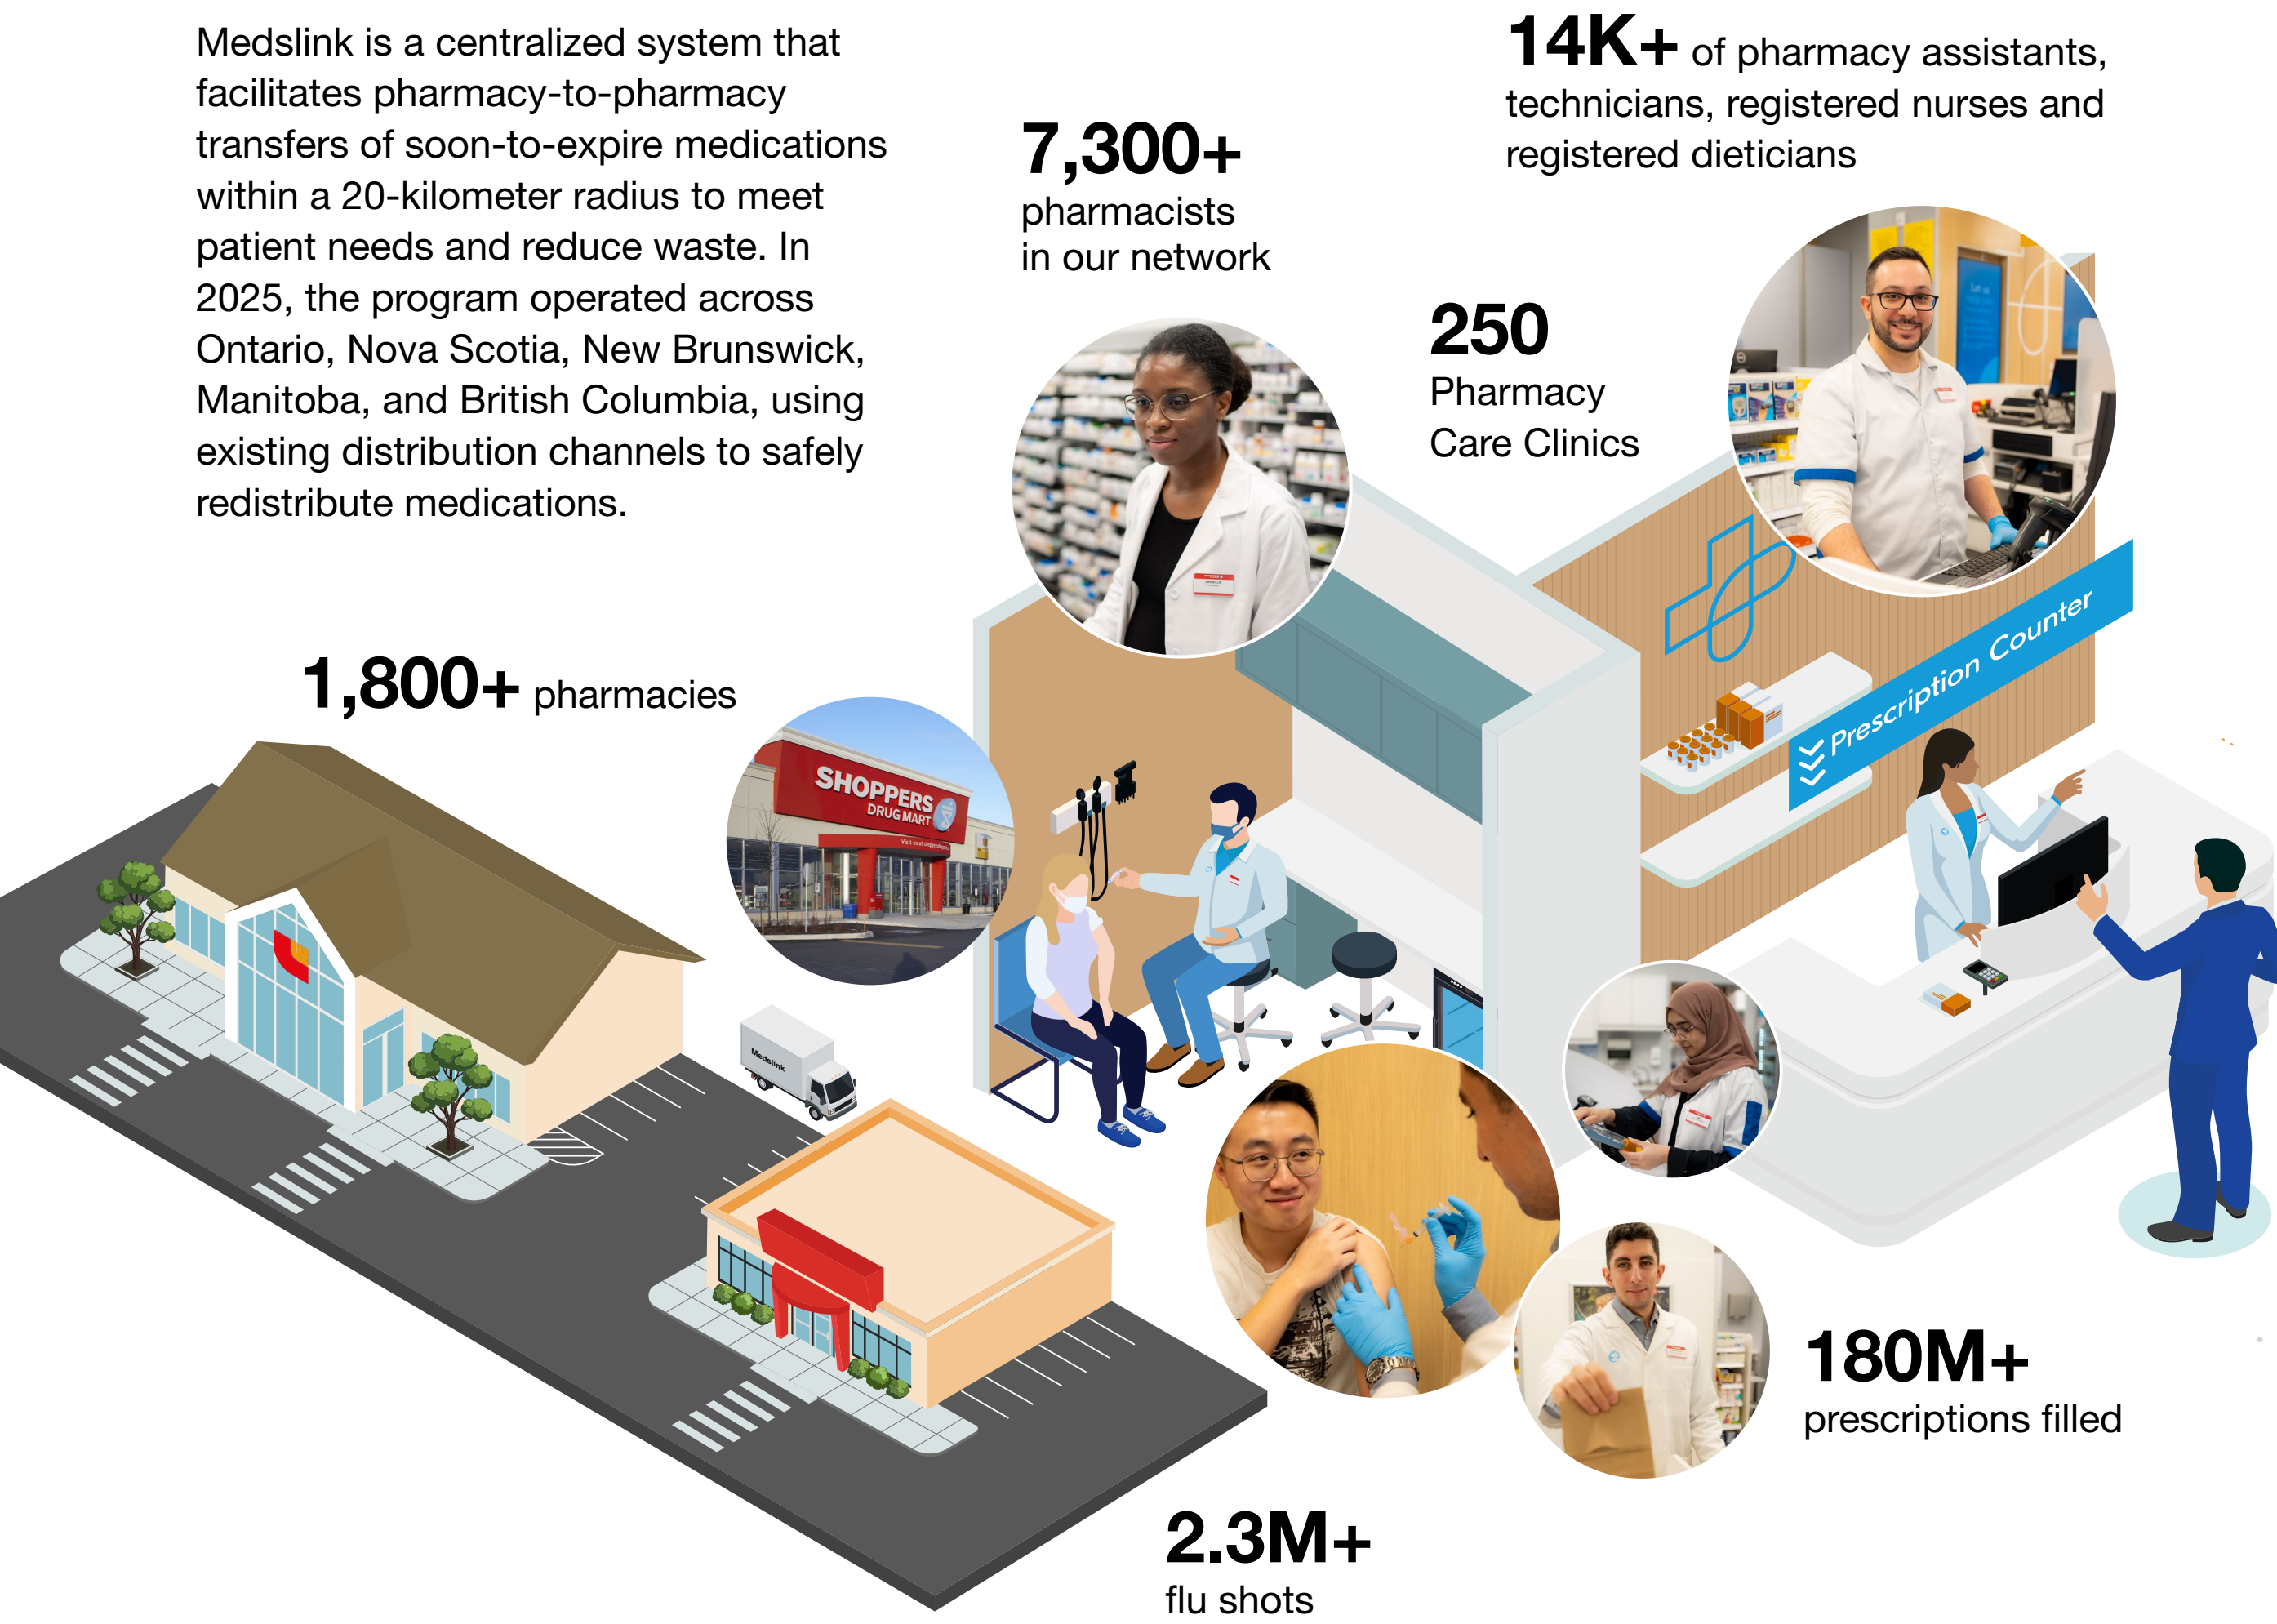 Medslink is a centralized system that
facilitates pharmacy-to-pharmacy
transfers of soon-to-expire medications
within a 20-kilometer radius to meet
patient needs and reduce waste. In
2025, the program operated across
Ontario, Nova Scotia, New Brunswick,
Manitoba, and British Columbia, using
existing distribution channels to safely
redistribute medications.
14K+ of pharmacy assistants,
technicians, registered nurses and
registered dieticians
7,300+
pharmacists
in our network
250
Pharmacy
Care Clinics
1,800+ pharmacies
SHOPPERS
DRUG MART
Prescription Counter
Medslink
180M+
prescriptions filled
2.3M+
flu shots